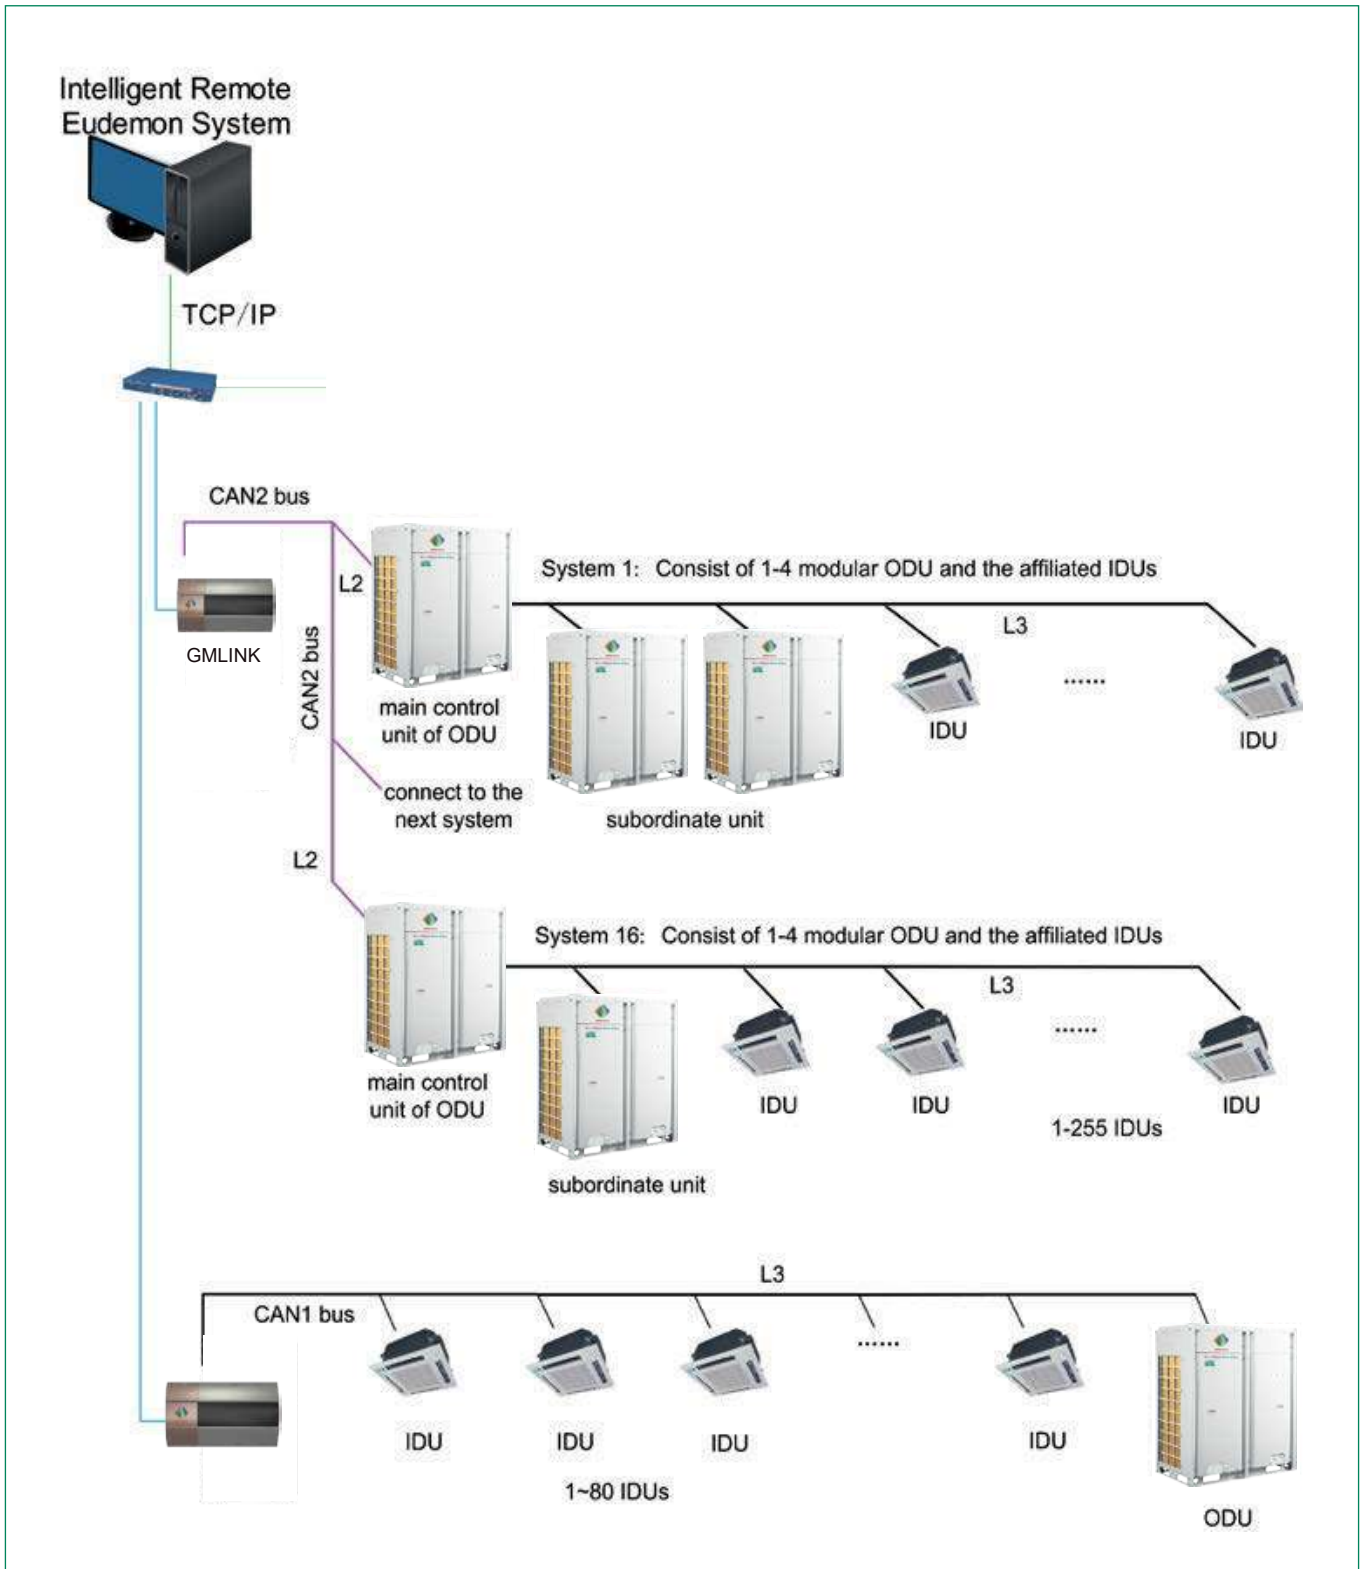 Intelligent Remote
Eudemon System
TCP/IP
CAN2 bus
L2
System 1: Consist of 1-4 modular ODU and the affiliated IDUs
L3
GMLINK
CAN2 bus
main control
unit of ODU
IDU
......
IDU
connect to the
next system
subordinate unit
L2
System 16: Consist of 1-4 modular ODU and the affiliated IDUs
L3
......
main control
unit of ODU
IDU
IDU
IDU
1-255 IDUs
subordinate unit
L3
CAN1 bus
......
IDU
IDU
IDU
IDU
1~80 IDUs
ODU